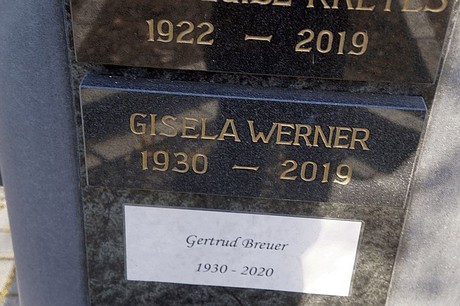 1922 — 2019
GISELA WERNER
1930 — 2019
Gertrud Breuer
1930 - 2020